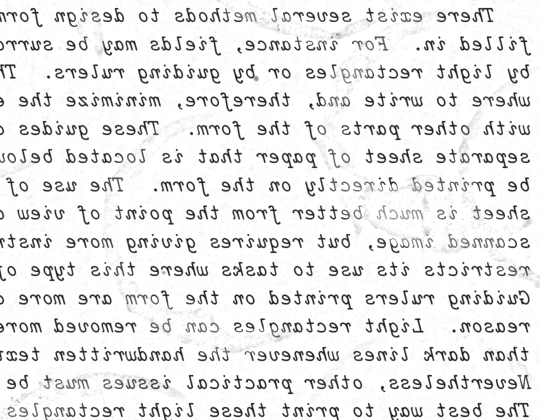 There exist several methods to design form
filled in. For instance, fields may be surro
by light rectangles or by guiding rulers. Th
where to write and, therefore, minimize the
with other parts of the form. These guides
separate sheet of paper that is located below
be printed directly on the form. The use of
sheet is much better from the point of view
scanned image, but requires giving more instr
restricts its use to tasks where this type of
Guiding rulers printed on the form are more
reason. Light rectangles can be removed more
than dark lines whenever the handwritten text
Nevertheless, other practical issues must be
The best way to print these light rectangles